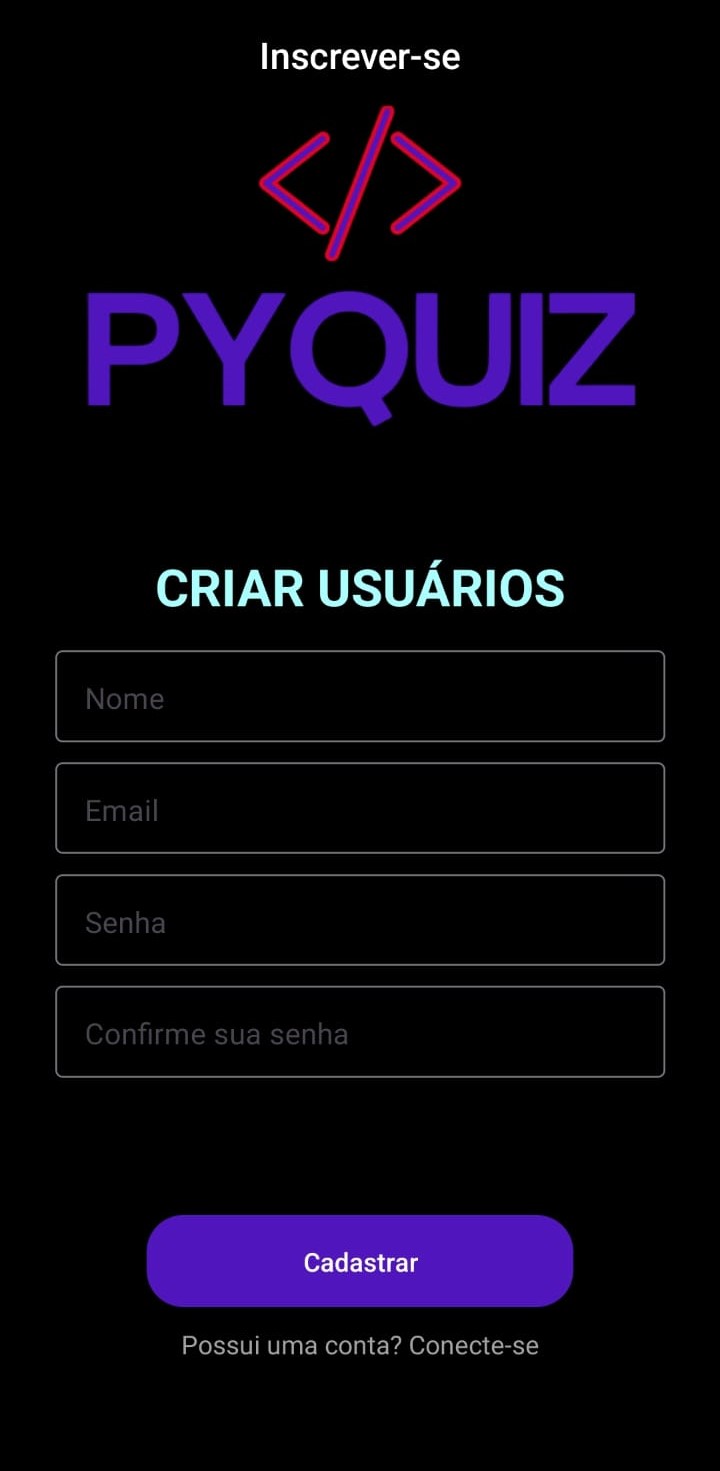 Inscrever-se
</>
PYQUIZ
CRIAR USUÁRIOS
Nome
Email
Senha
Confirme sua senha
Cadastrar
Possui uma conta? Conecte-se